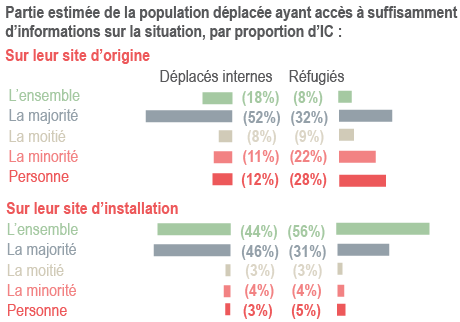 Partie estimée de la population déplacée ayant accès à suffisamment
d'informations sur la situation, par proportion d'IC :
Sur leur site d'origine
Déplacés internes Réfugiés
L'ensemble (18%) (8%)
La majorité (52%) (32%)
La moitié (8%) (9%)
La minorité (11%) (22%)
Personne (12%) (28%)
Sur leur site d'installation
L'ensemble (44%) (56%)
La majorité (46%) (31%)
La moitié (3%) (3%)
La minorité (4%) (4%)
Personne (3%) (5%)